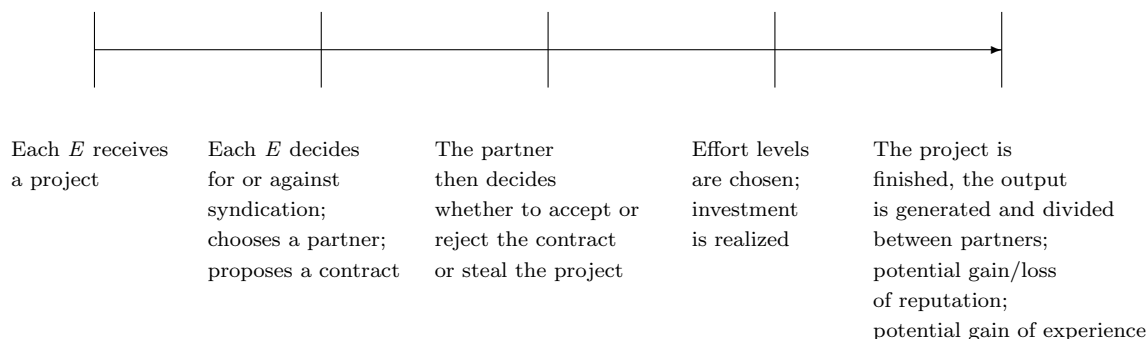 Each E receives
a project
Each E decides
for or against
syndication;
chooses a partner;
proposes a contract
The partner
then decides
whether to accept or
reject the contract
or steal the project
Effort levels
are chosen;
investment
is realized
The project is
finished, the output
is generated and divided
between partners;
potential gain/loss
of reputation;
potential gain of experience